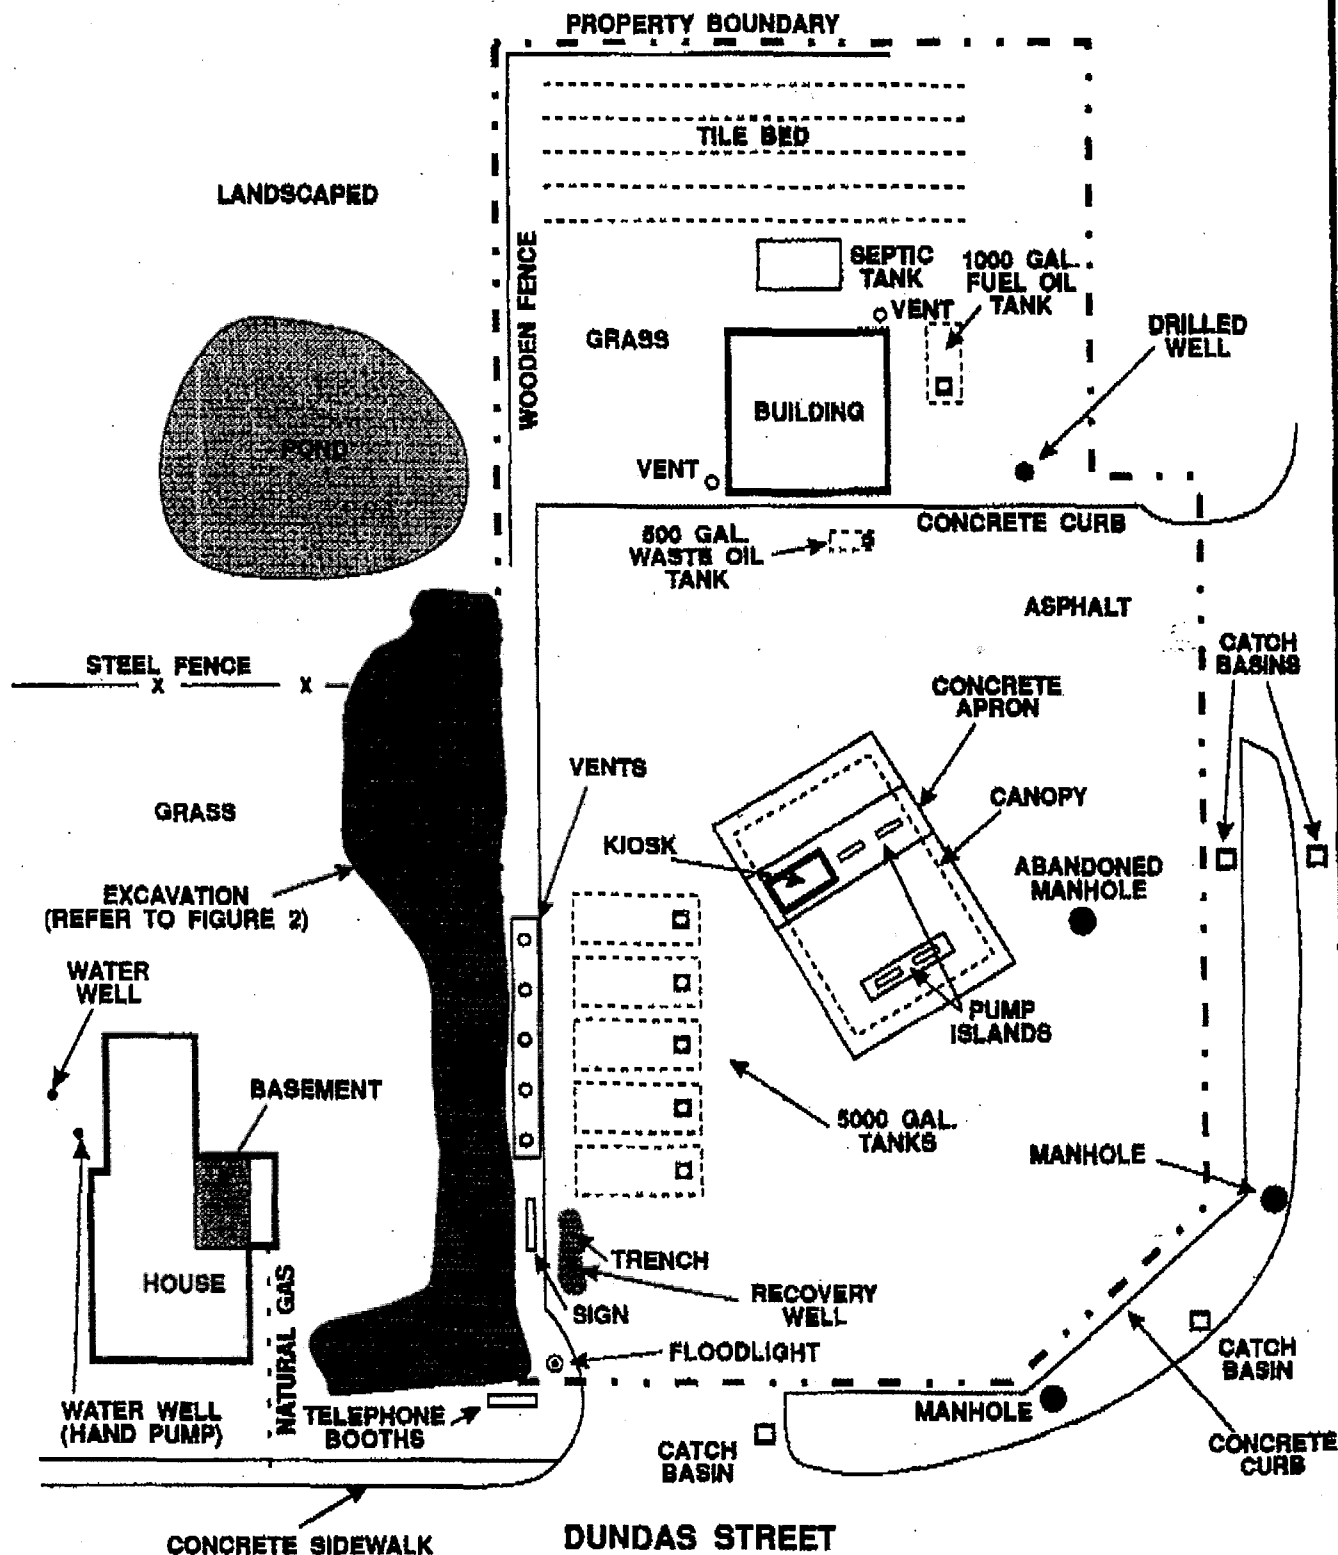 PROPERTY BOUNDARY
TILE BED
LANDSCAPED
WOODEN FENCE
SEPTIC
TANK
1000 GAL.
FUEL OIL
TANK
VENT
GRASS
DRILLED
WELL
BUILDING
POND
VENT
CONCRETE CURB
500 GAL.
WASTE OIL
TANK
ASPHALT
CATCH
BASINS
STEEL FENCE
X
X
CONCRETE
APRON
VENTS
CANOPY
GRASS
KIOSK
ABANDONED
MANHOLE
EXCAVATION
(REFER TO FIGURE 2)
WATER
WELL
PUMP
ISLANDS
BASEMENT
5000 GAL.
TANKS
MANHOLE
TRENCH
HOUSE
NATURAL GAS
RECOVERY
WELL
SIGN
FLOODLIGHT
CATCH
BASIN
WATER WELL
(HAND PUMP)
TELEPHONE
BOOTHS
MANHOLE
CATCH
BASIN
CONCRETE
CURB
CONCRETE SIDEWALK
DUNDAS STREET